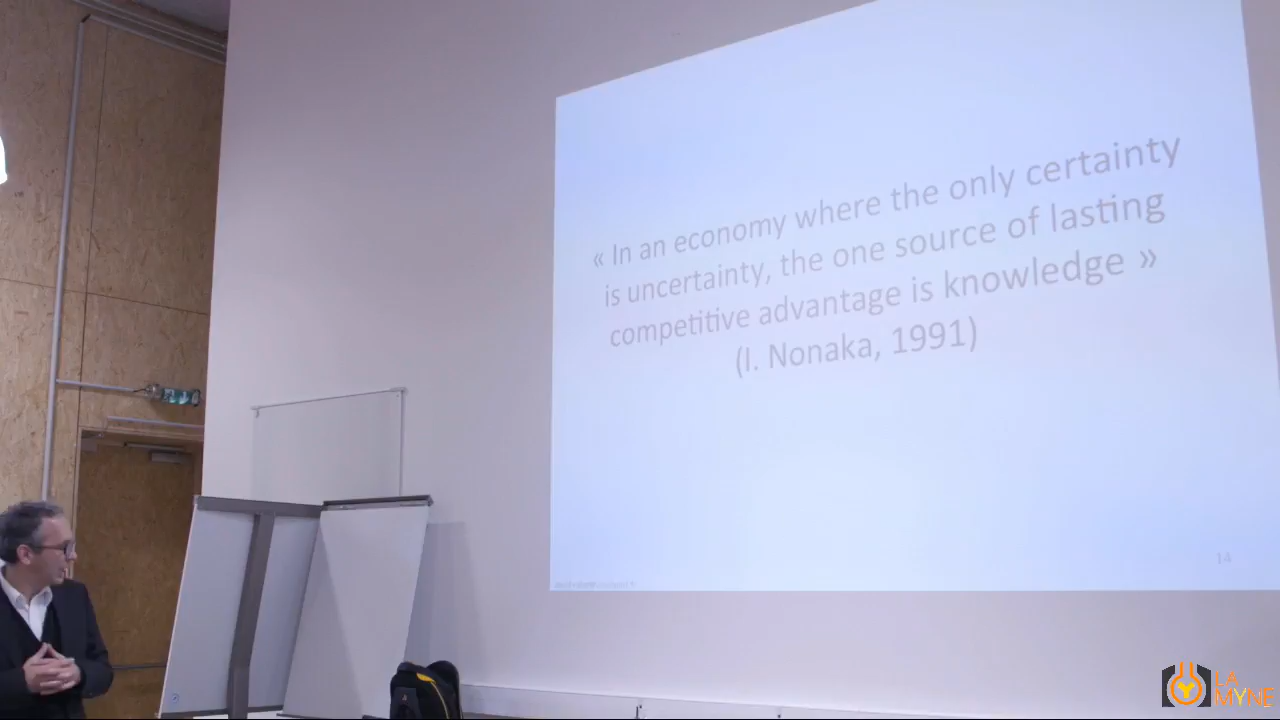 « In an economy where the only certainty
is uncertainty, the one source of lasting
competitive advantage is knowledge »
(I. Nonaka, 1991)
14
LA
MYNE